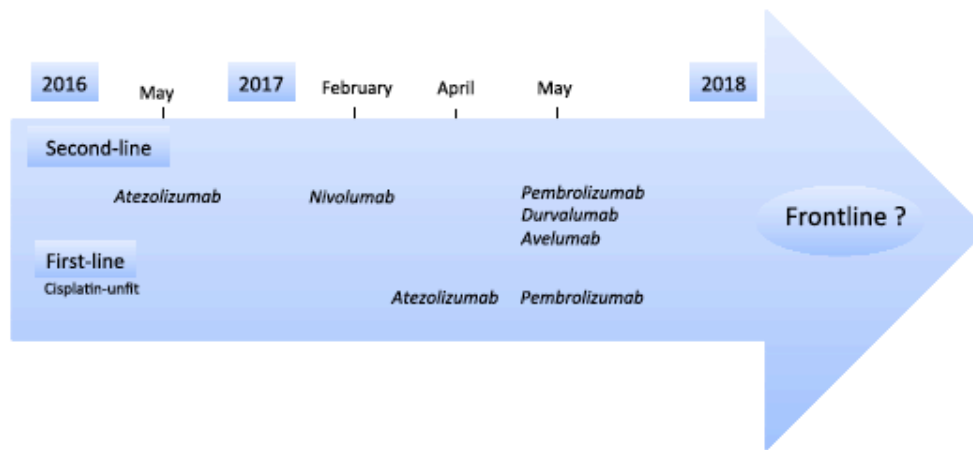 2016
May
2017
February
April
May
2018
Second-line
Atezolizumab
Nivolumab
Pembrolizumab
Durvalumab
Avelumab
Frontline ?
First-line
Cisplatin-unfit
Atezolizumab
Pembrolizumab